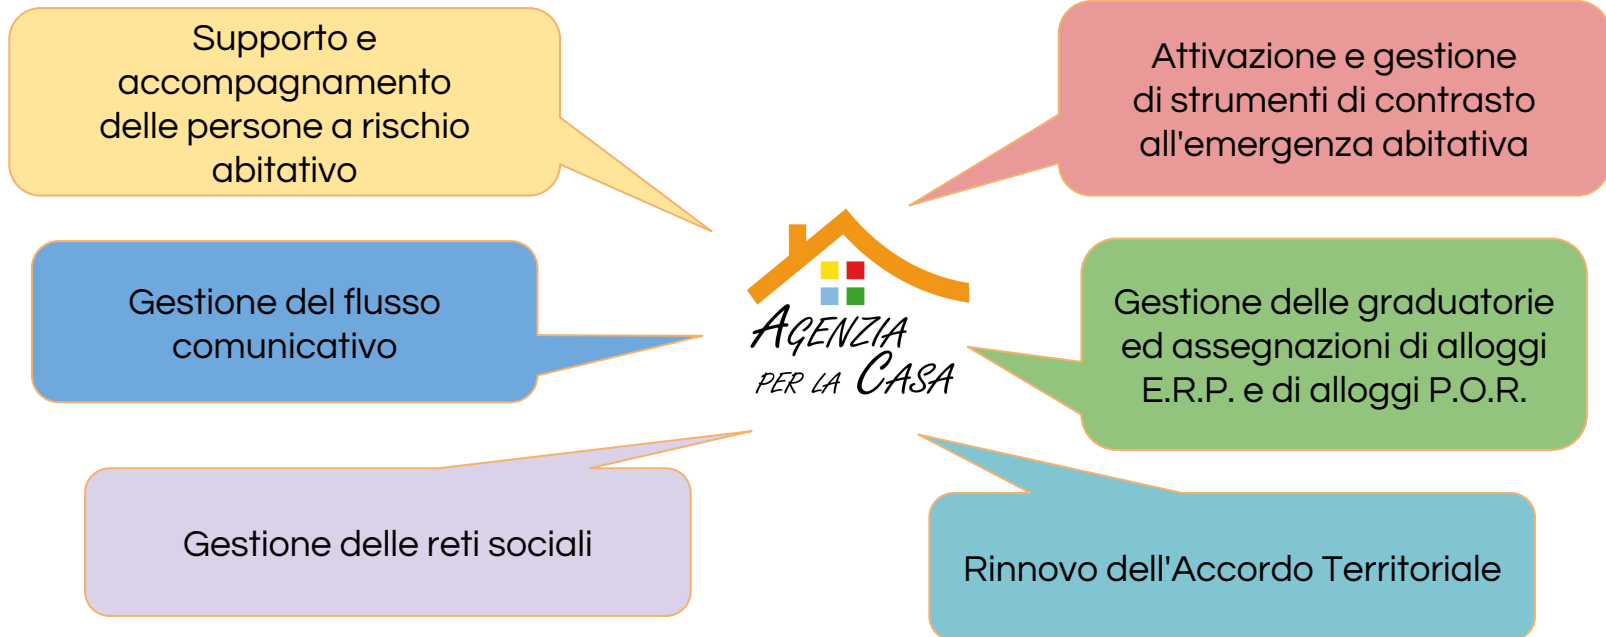 Supporto e
accompagnamento
delle persone a rischio
abitativo
Attivazione e gestione
di strumenti di contrasto
all'emergenza abitativa
Gestione del flusso
comunicativo
AGENZIA
PER LA CASA
Gestione delle graduatorie
ed assegnazioni di alloggi
E.R.P. e di alloggi P.O.R.
Gestione delle reti sociali
Rinnovo dell'Accordo Territoriale